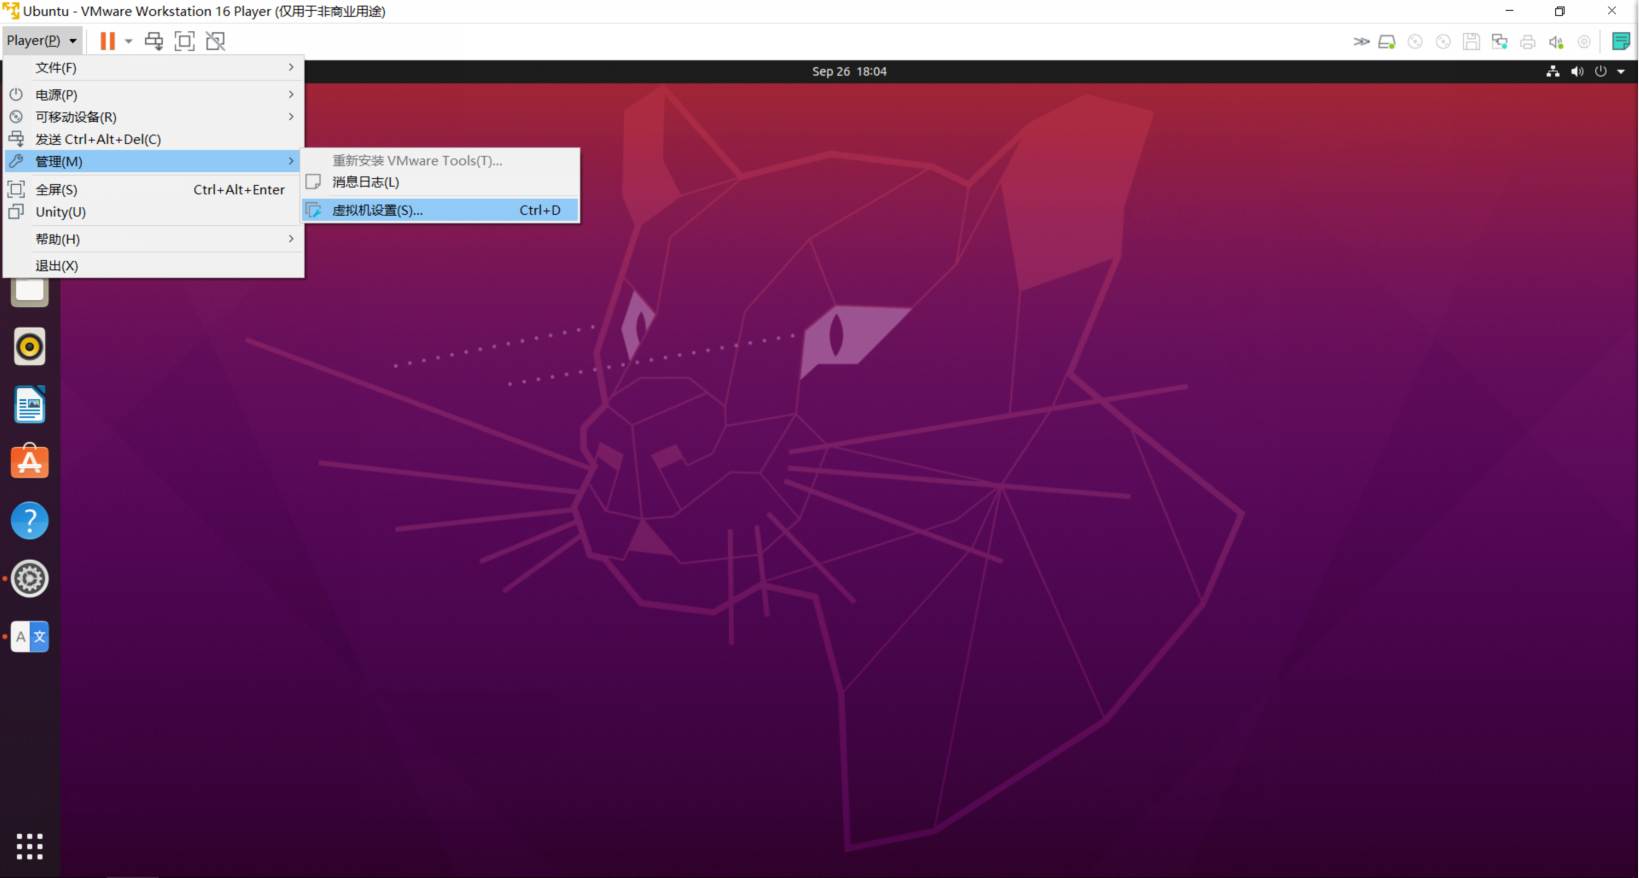 Ubuntu - VMware Workstation 16 Player (仅用于非商业用途)
Player(P)
Sep 26 18:04
文件(F)
电源(P)
可移动设备(R)
发送 Ctrl+Alt+Del(C)
管理(M)
全屏(S) Ctrl+Alt+Enter
Unity(U)
帮助(H)
退出(X)
重新安装 VMware Tools(T)...
消息日志(L)
虚拟机设置(S)... Ctrl+D
?
A 文